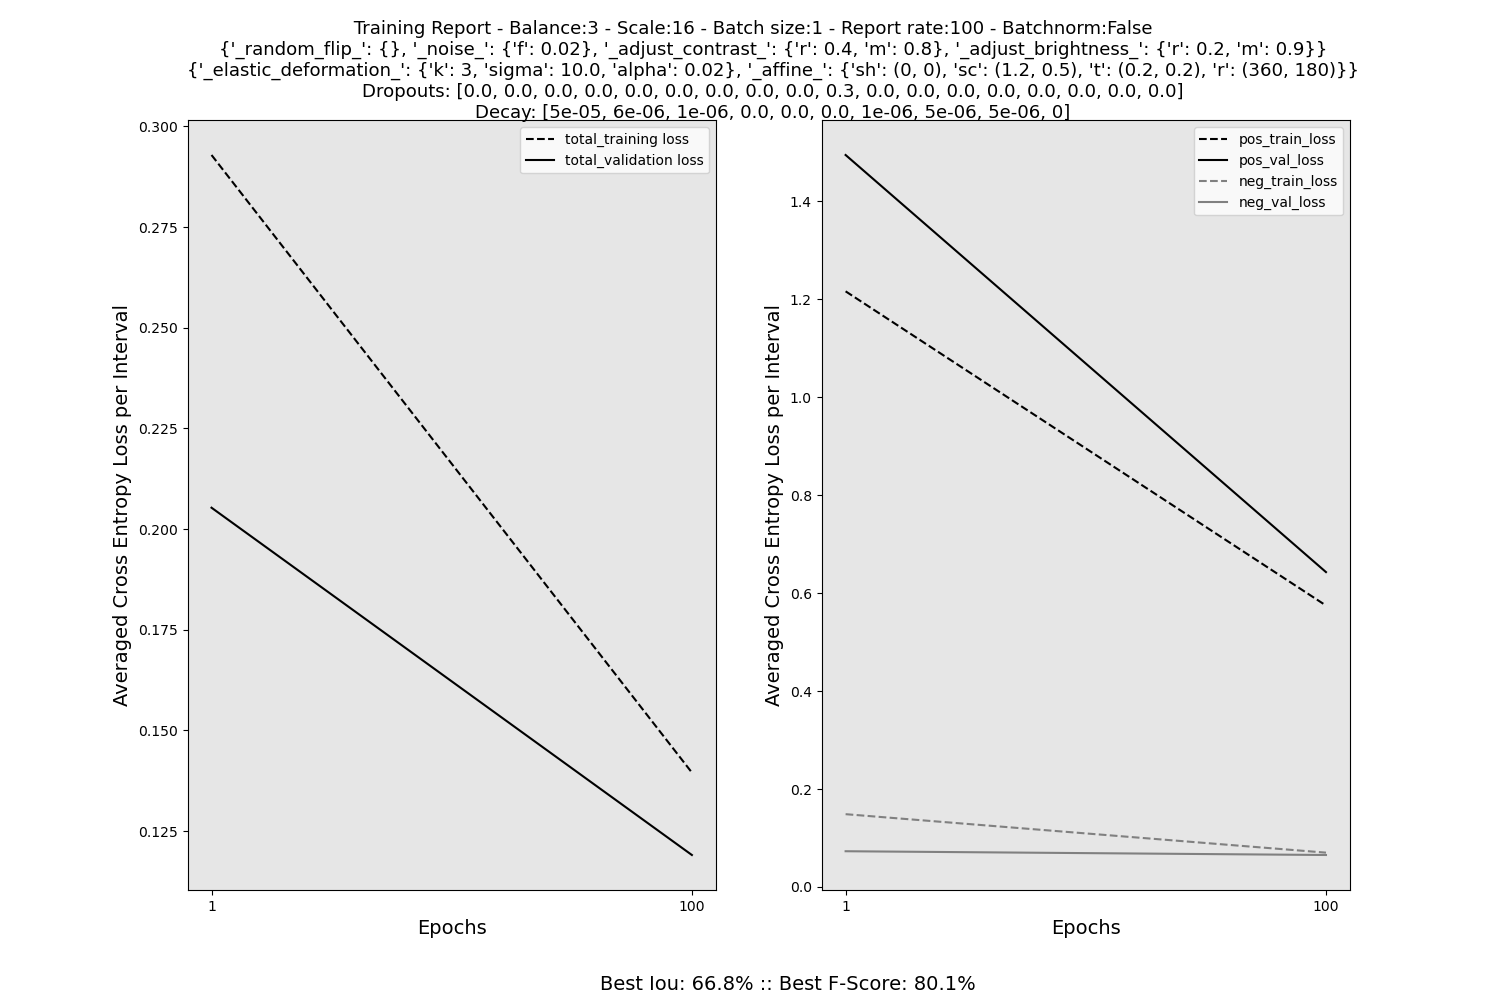 Training Report - Balance:3 - Scale:16 - Batch size:1 - Report rate:100 - Batchnorm:False
{'_random_flip_': {}, '_noise_': {'f': 0.02}, '_adjust_contrast_': {'r': 0.4, 'm': 0.8}, '_adjust_brightness_': {'r': 0.2, 'm': 0.9}}
{'_elastic_deformation_': {'k': 3, 'sigma': 10.0, 'alpha': 0.02}, '_affine_': {'sh': (0, 0), 'sc': (1.2, 0.5), 't': (0.2, 0.2), 'r': (360, 180)}}
Dropouts: [0.0, 0.0, 0.0, 0.0, 0.0, 0.0, 0.0, 0.0, 0.0, 0.3, 0.0, 0.0, 0.0, 0.0, 0.0, 0.0, 0.0, 0.0]
Decay: [5e-05, 6e-06, 1e-06, 0.0, 0.0, 0.0, 1e-06, 5e-06, 5e-06, 0]
Averaged Cross Entropy Loss per Interval
0.300
0.275
0.250
0.225
0.200
0.175
0.150
0.125
total_training loss
total_validation loss
1
100
Epochs
Averaged Cross Entropy Loss per Interval
1.4
1.2
1.0
0.8
0.6
0.4
0.2
0.0
pos_train_loss
pos_val_loss
neg_train_loss
neg_val_loss
1
100
Epochs
Best Iou: 66.8% :: Best F-Score: 80.1%